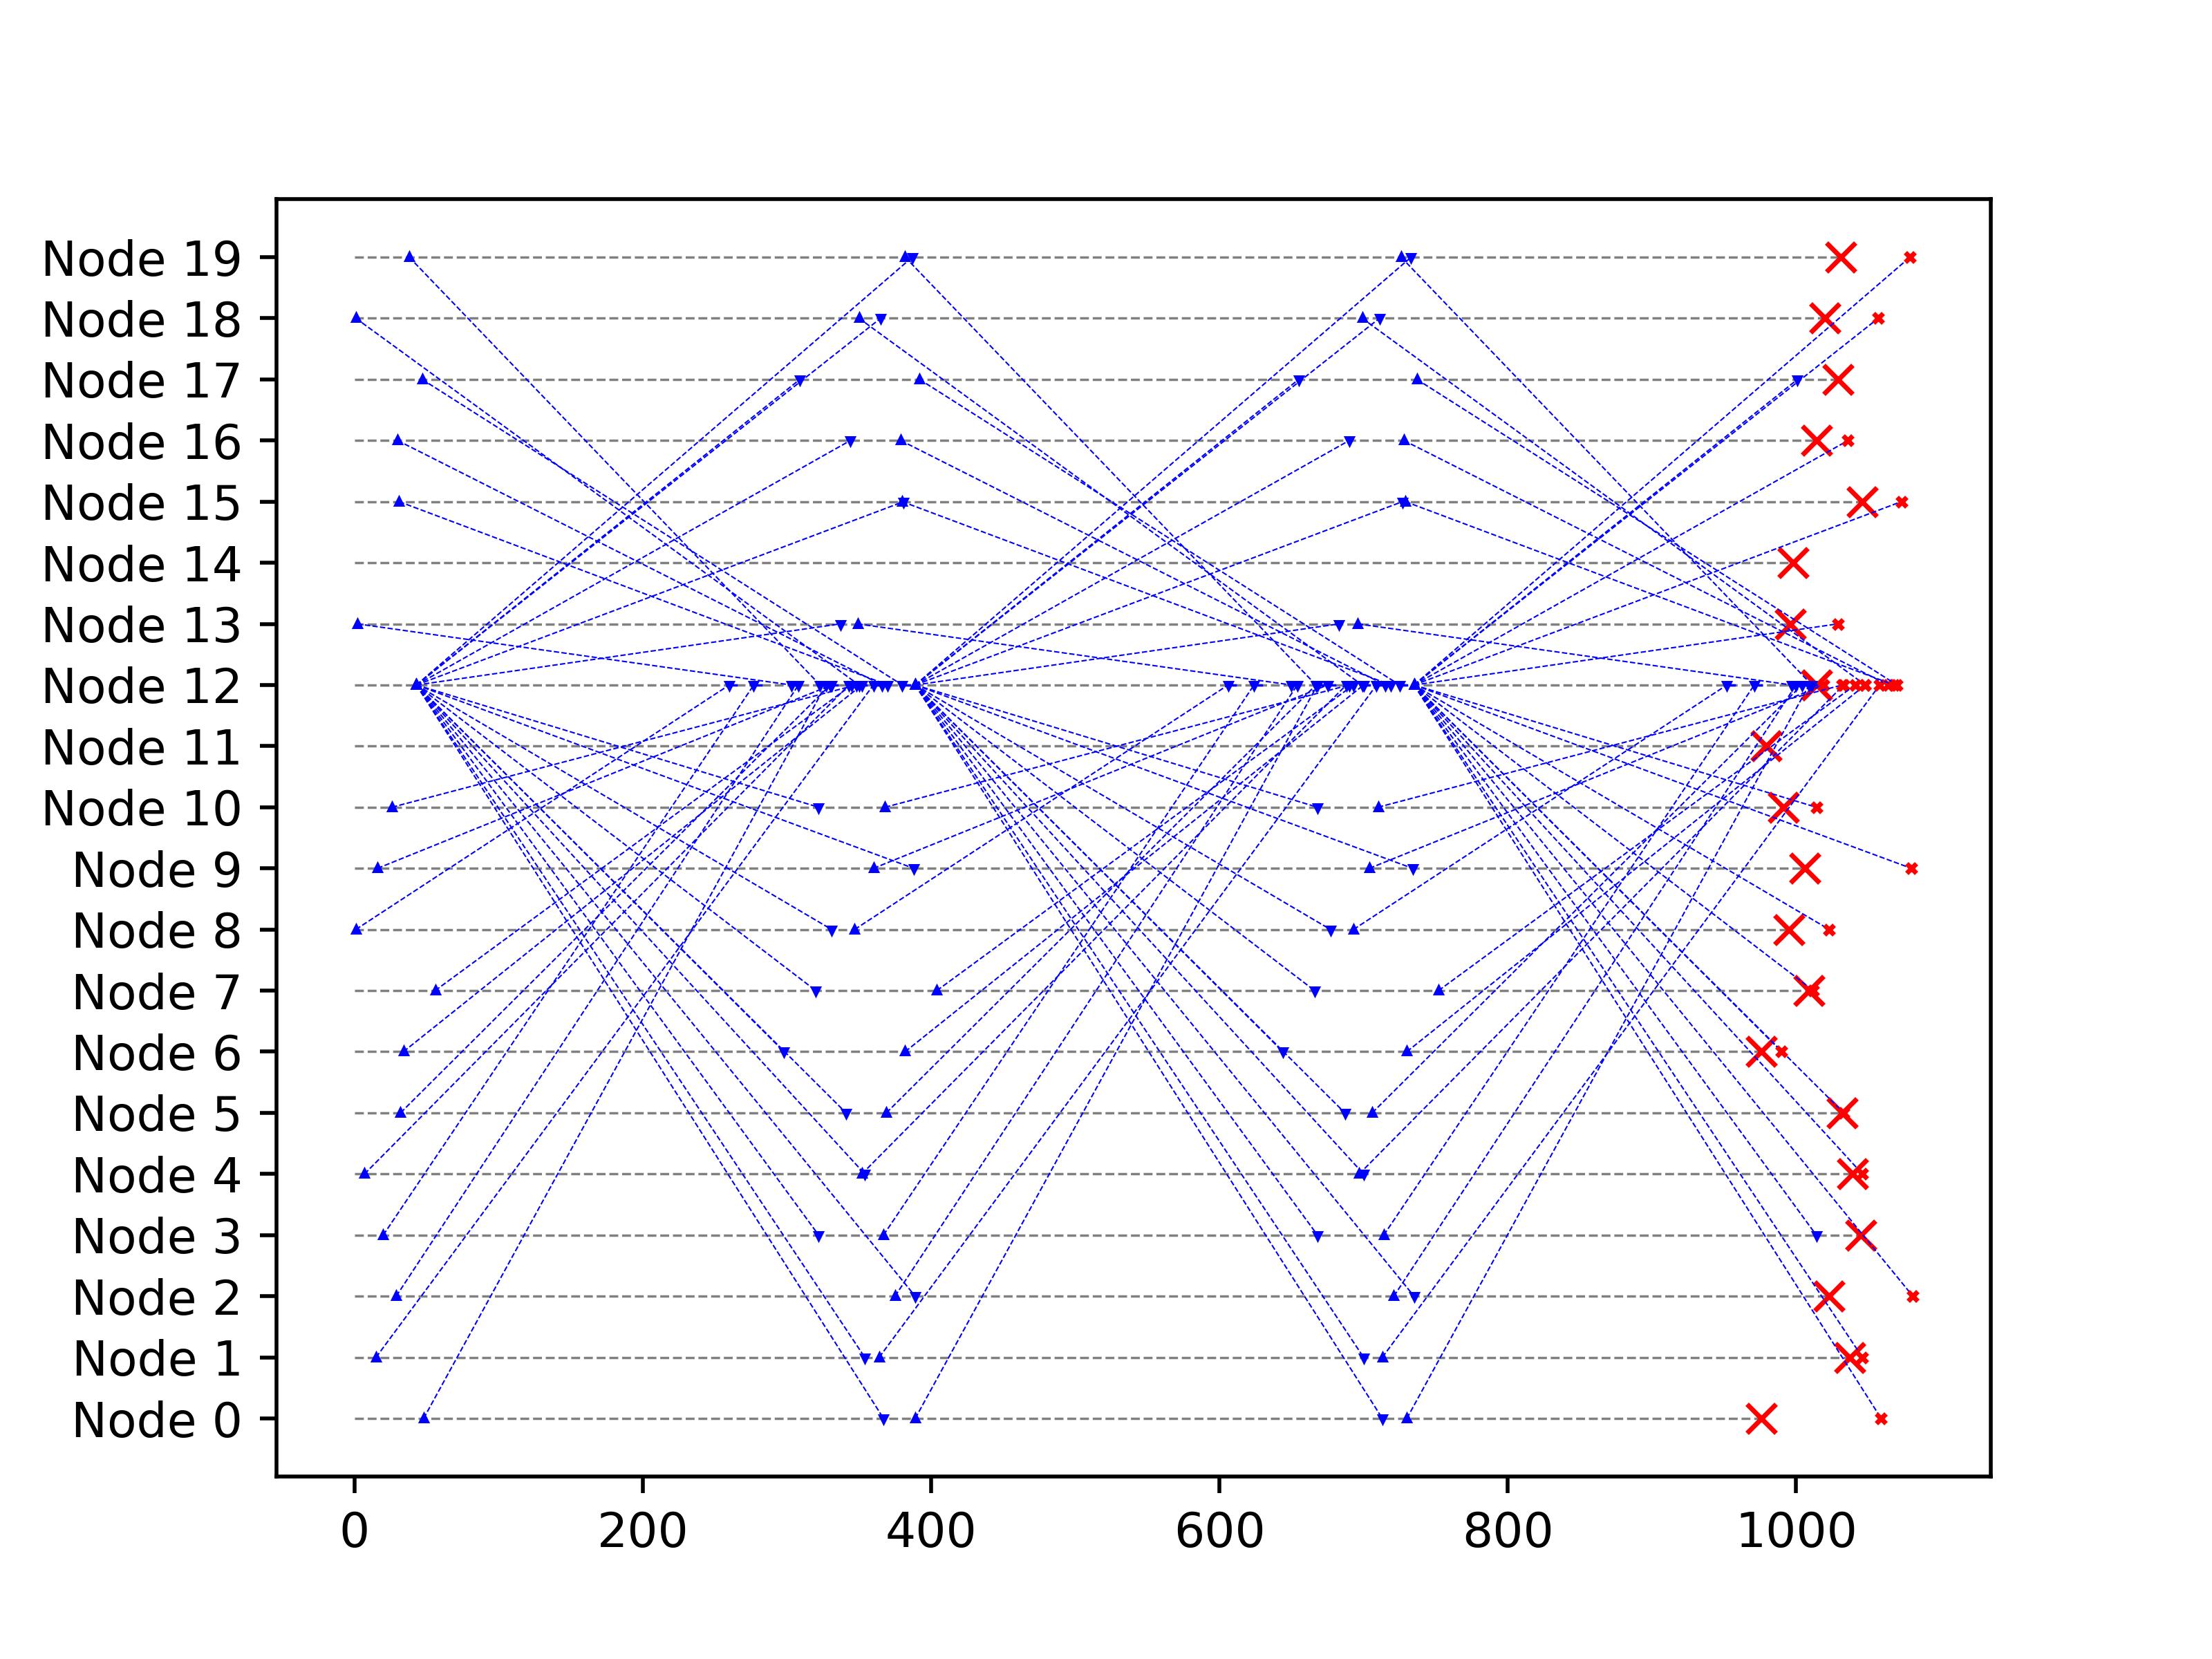 Node 19
Node 18
Node 17
Node 16
Node 15
Node 14
Node 13
Node 12
Node 11
Node 10
Node 9
Node 8
Node 7
Node 6
Node 5
Node 4
Node 3
Node 2
Node 1
Node 0
0 200 400 600 800 1000